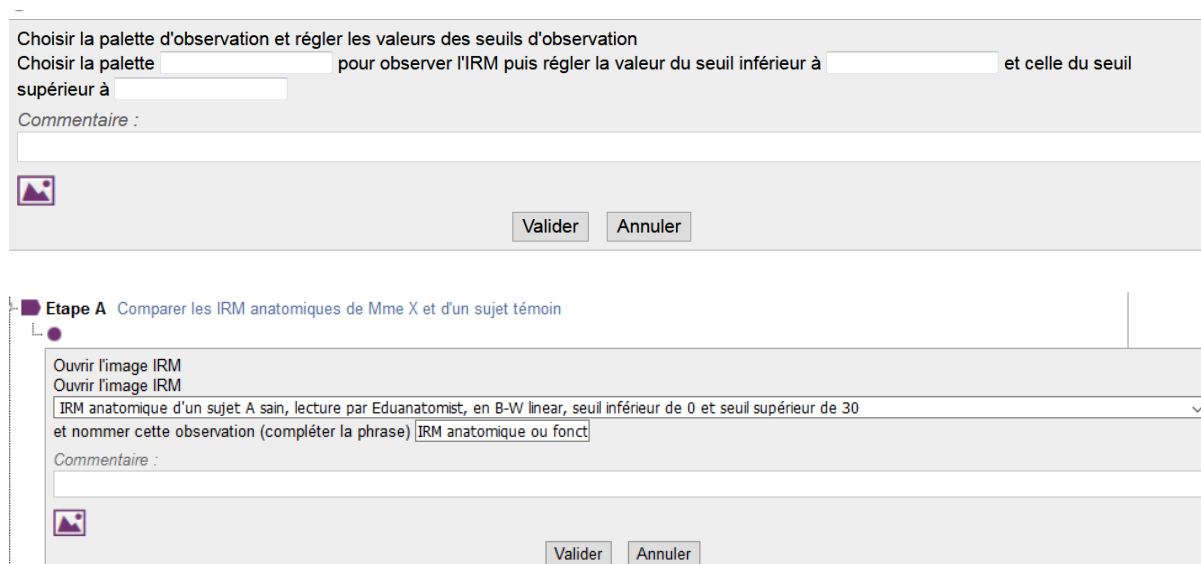 Choisir la palette d'observation et régler les valeurs des seuils d'observation
Choisir la palette pour observer l'IRM puis régler la valeur du seuil inférieur à et celle du seuil
supérieur à
Commentaire :
Valider Annuler
Etape A Comparer les IRM anatomiques de Mme X et d'un sujet témoin
Ouvrir l'image IRM
Ouvrir l'image IRM
IRM anatomique d'un sujet A sain, lecture par Eduanatomist, en B-W linear, seuil inférieur de 0 et seuil supérieur de 30
et nommer cette observation (compléter la phrase) IRM anatomique ou fonct
Commentaire :
Valider Annuler